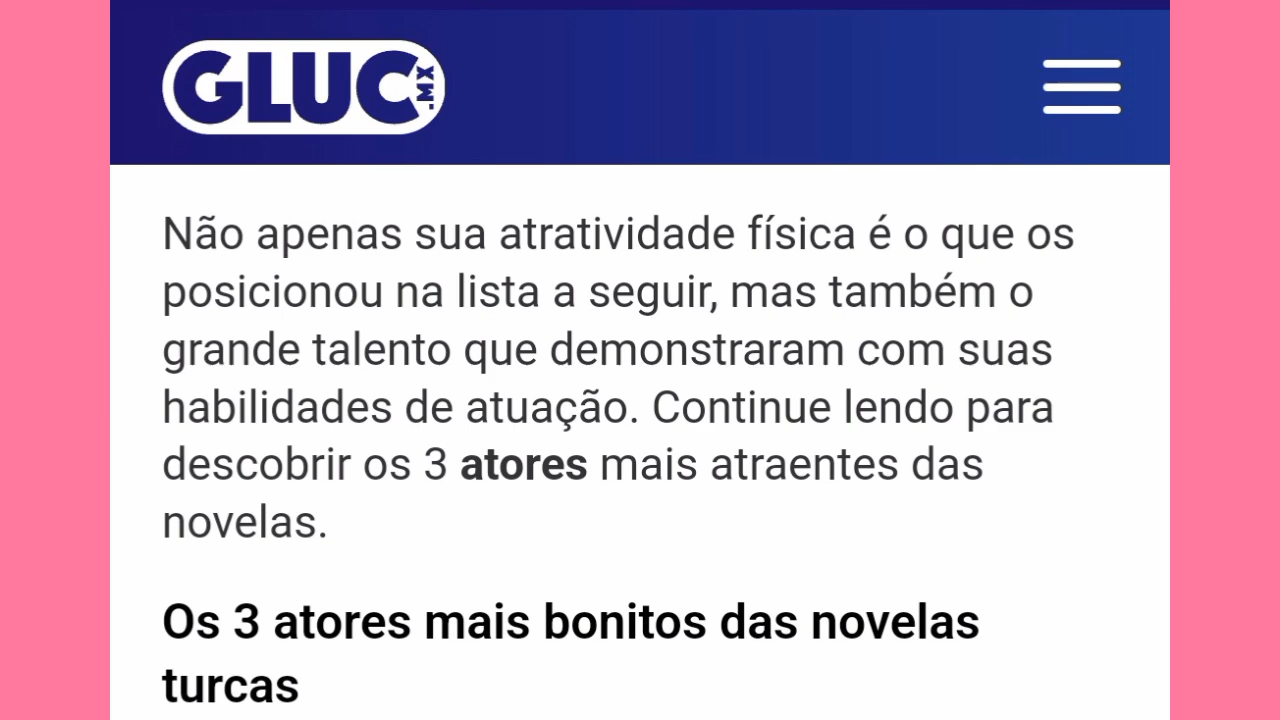 GLUC.MX
Não apenas sua atratividade física é o que os
posicionou na lista a seguir, mas também o
grande talento que demonstraram com suas
habilidades de atuação. Continue lendo para
descobrir os 3 atores mais atraentes das
novelas.
Os 3 atores mais bonitos das novelas
turcas